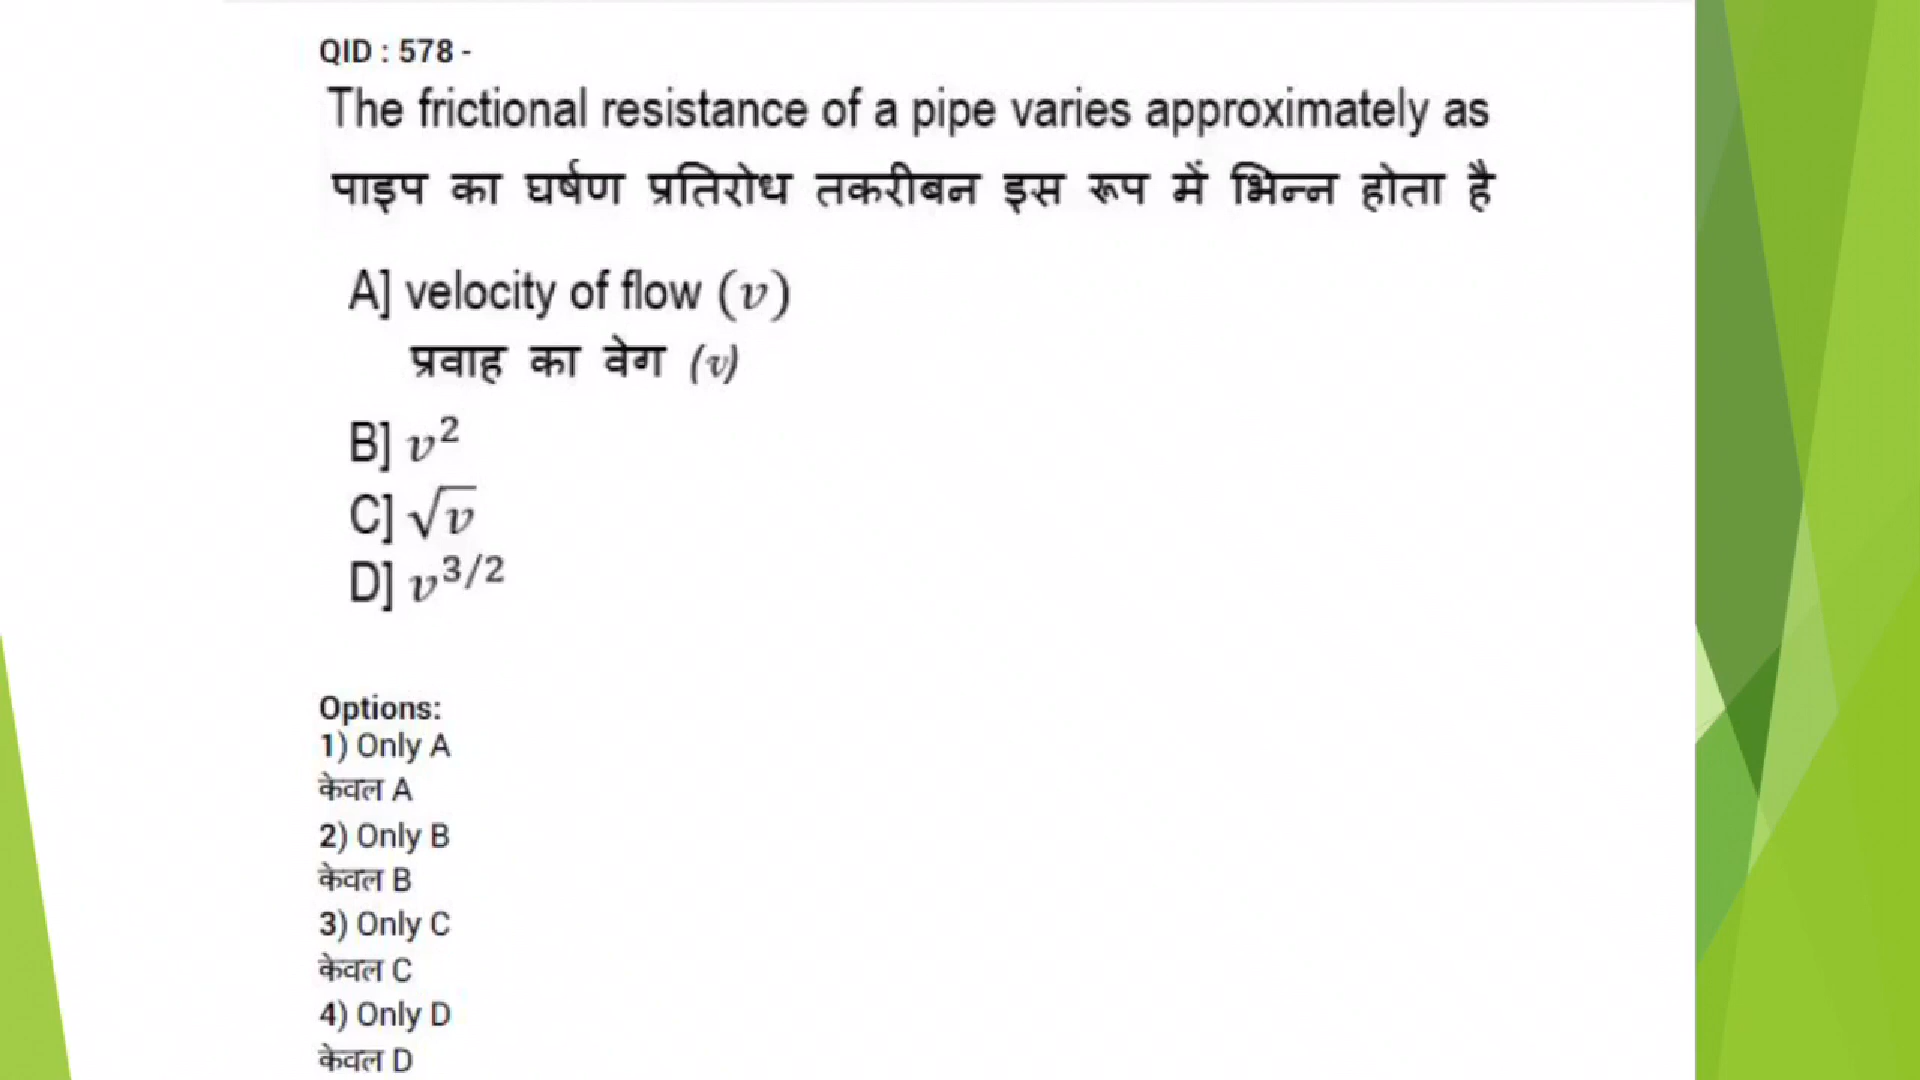 QID : 578 -
The frictional resistance of a pipe varies approximately as
पाइप का घर्षण प्रतिरोध तकरीबन इस रूप में भिन्न होता है
A] velocity of flow (v)
प्रवाह का वेग (v)
B] v²
C] √v
D] v^{3/2}
Options:
1) Only A
केवल A
2) Only B
केवल B
3) Only C
केवल C
4) Only D
केवल D